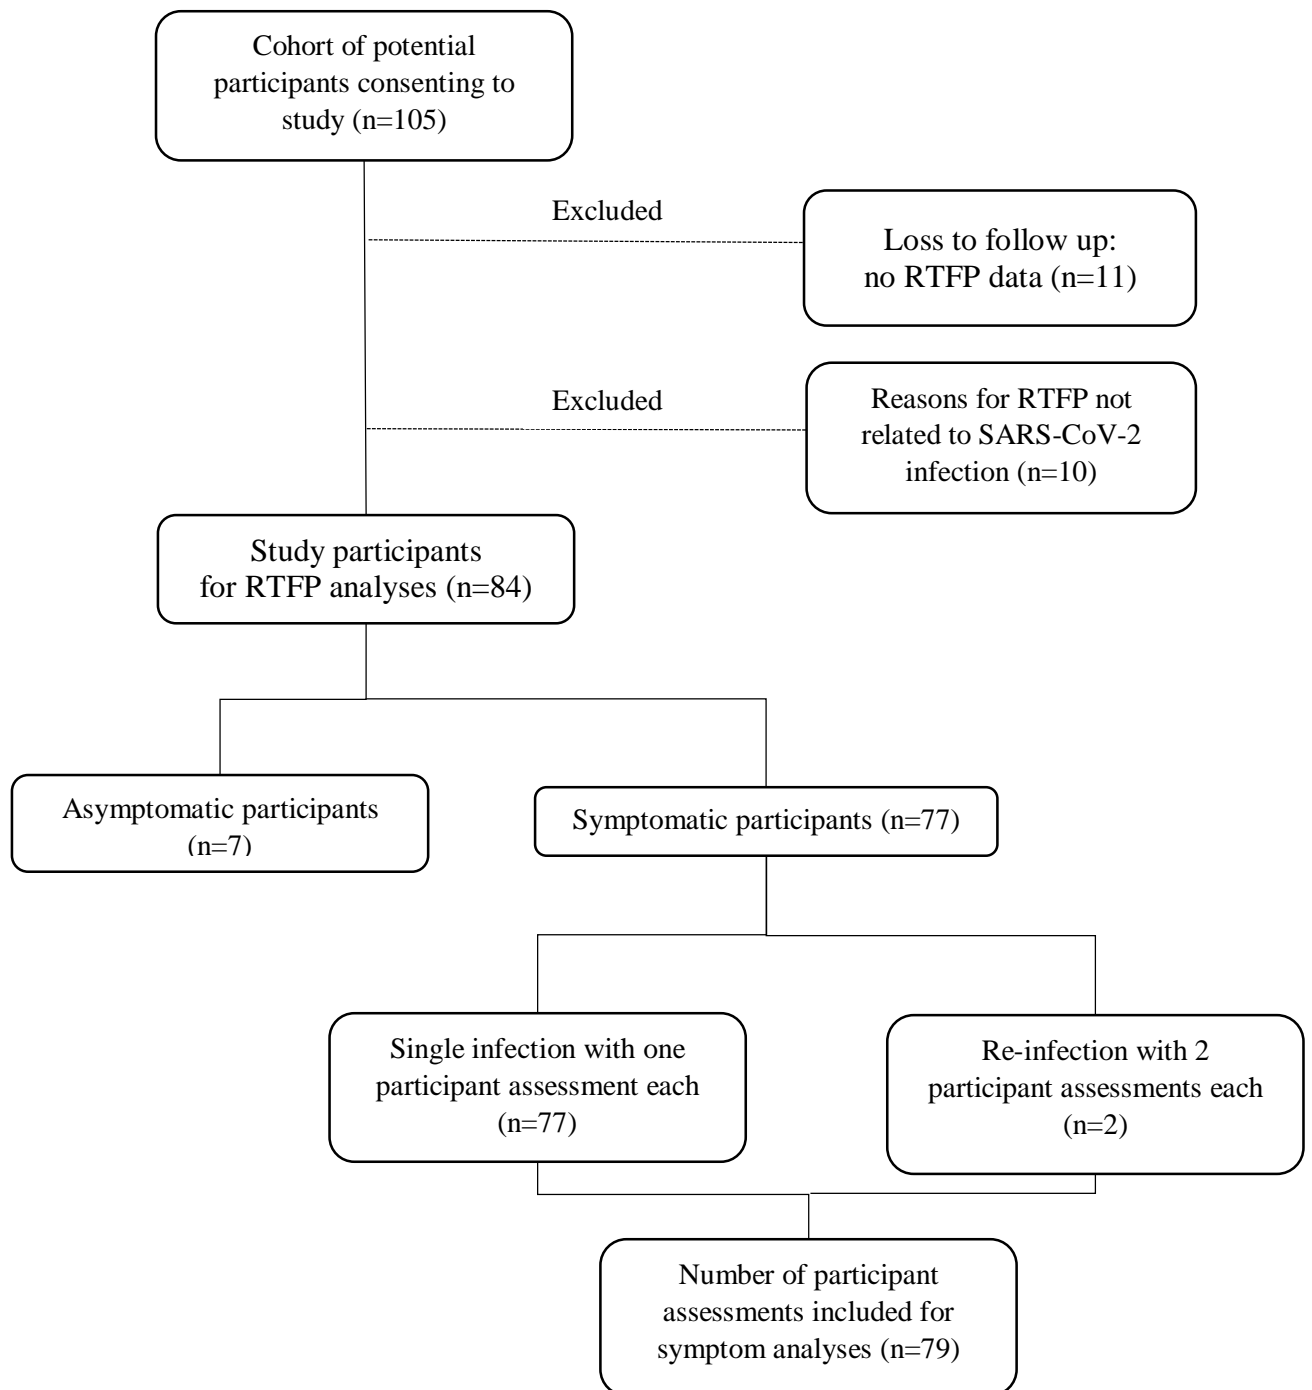 Cohort of potential
participants consenting to
study (n=105)
Excluded
Loss to follow up:
no RTFP data (n=11)
Excluded
Reasons for RTFP not
related to SARS-CoV-2
infection (n=10)
Study participants
for RTFP analyses (n=84)
Asymptomatic participants
(n=7)
Symptomatic participants (n=77)
Single infection with one
participant assessment each
(n=77)
Re-infection with 2
participant assessments each
(n=2)
Number of participant
assessments included for
symptom analyses (n=79)